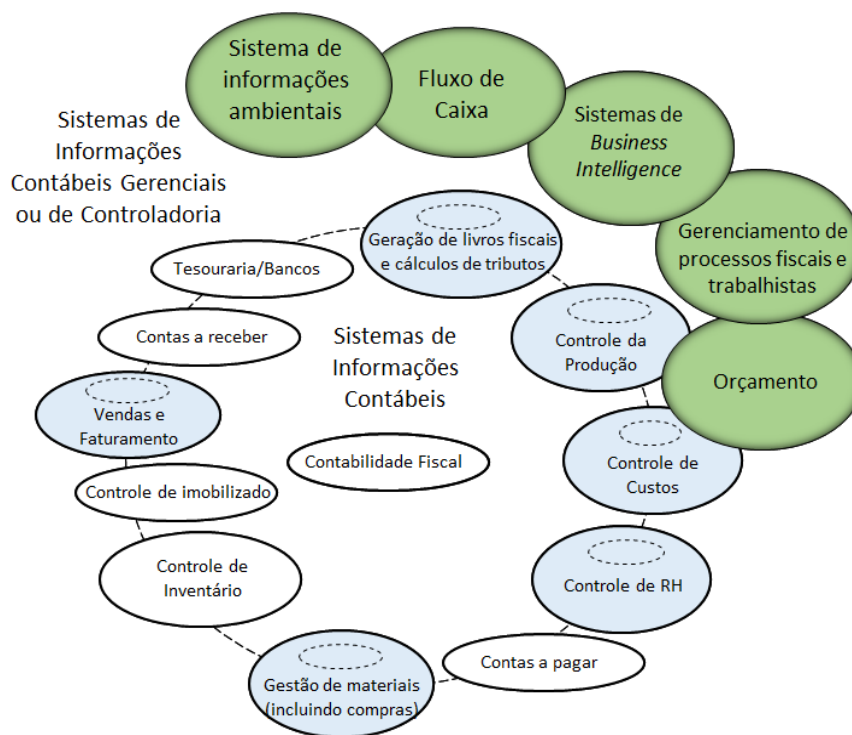 Sistema de
informações
ambientais
Fluxo de
Caixa
Sistemas de
Business
Intelligence
Gerenciamento de
processos fiscais e
trabalhistas
Orçamento
Sistemas de
Informações
Contábeis Gerenciais
ou de Controladoria
Geração de livros fiscais
e cálculos de tributos
Tesouraria/Bancos
Contas a receber
Vendas e
Faturamento
Controle de imobilizado
Controle de
Inventário
Gestão de materiais
(incluindo compras)
Contas a pagar
Controle de RH
Controle de
Custos
Controle da
Produção
Sistemas de
Informações
Contábeis
Contabilidade Fiscal